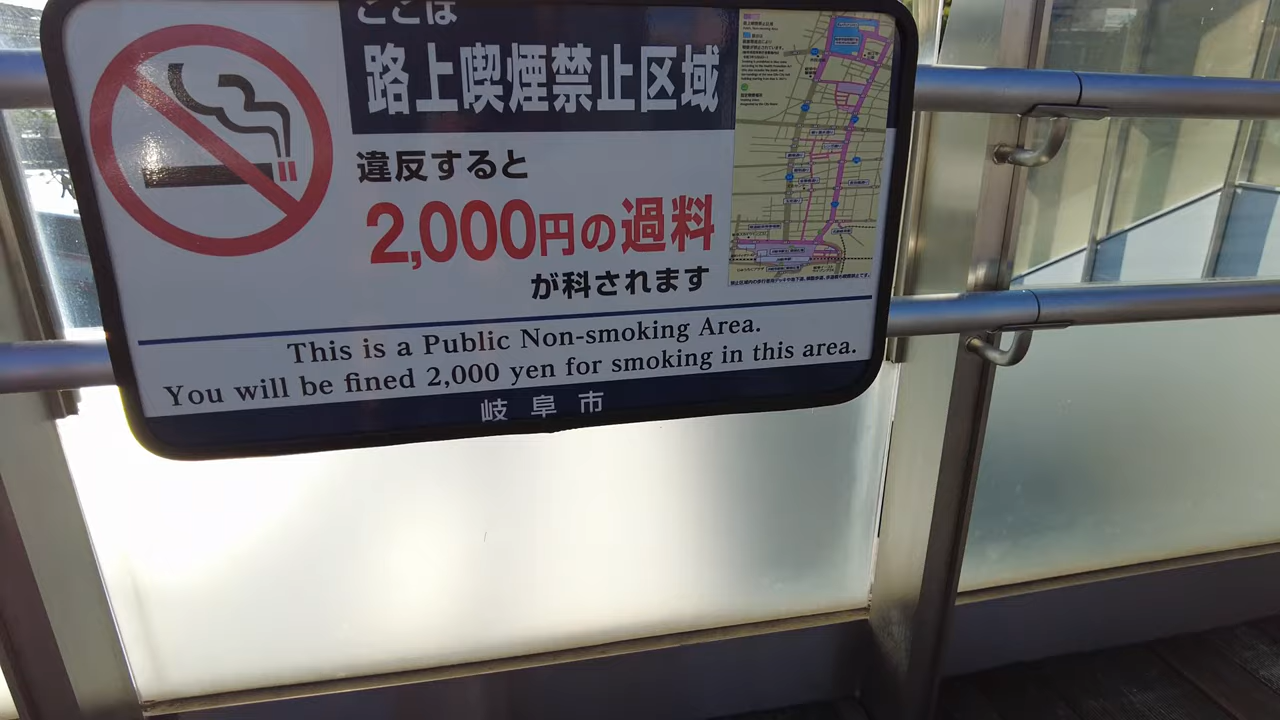 ここは
路上喫煙禁止区域
違反すると
2,000円の過料
が科されます
This is a Public Non-smoking Area.
You will be fined 2,000 yen for smoking in this area.
岐阜市